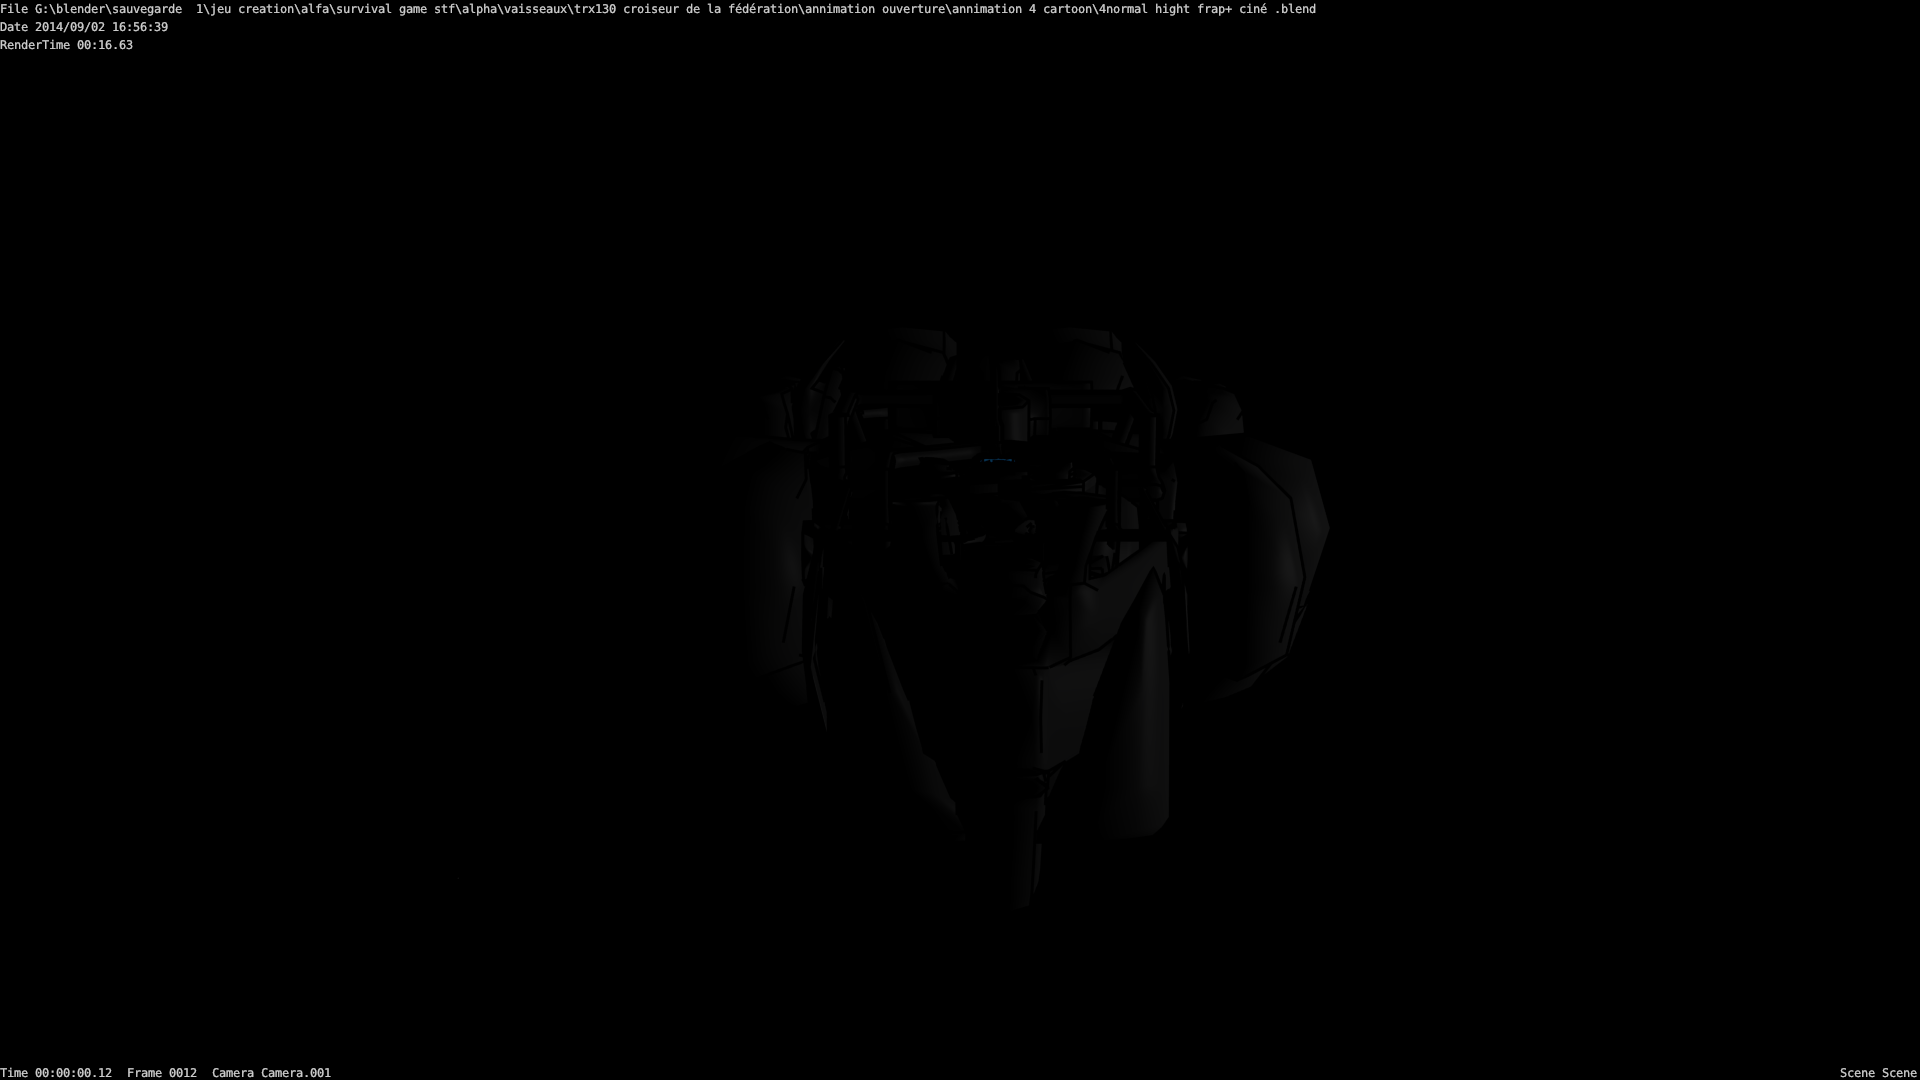 File G:\blender\sauvegarde  1\jeu creation\alfa\survival game stf\alpha\vaisseaux\trx130 croiseur de la fédération\annimation ouverture\annimation 4 cartoon\4normal hight frap+ ciné .blend
Date 2014/09/02 16:56:39
RenderTime 00:16.63
Time 00:00:00.12  Frame 0012  Camera Camera.001  Scene Scene